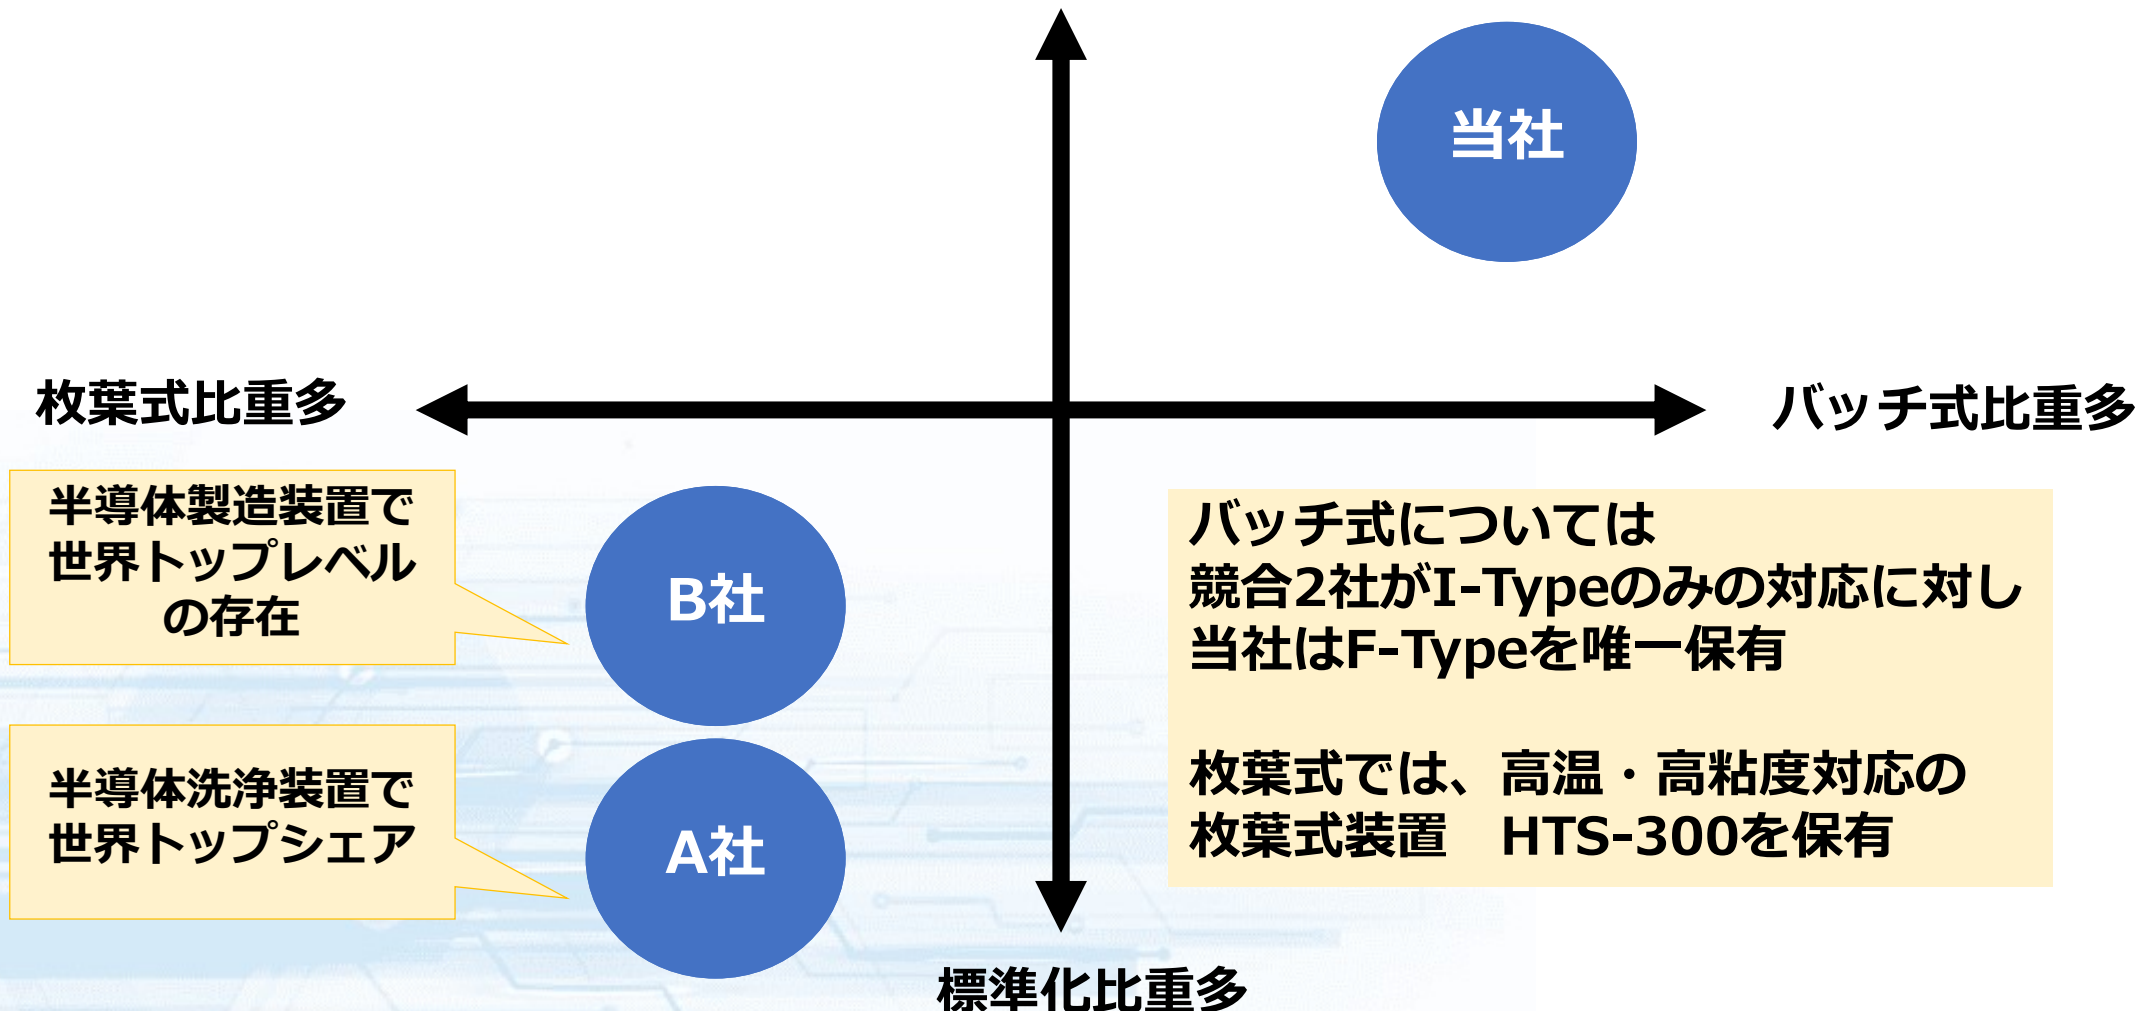 当社
枚葉式比重多
バッチ式比重多
半導体製造装置で
世界トップレベル
の存在
B社
半導体洗浄装置で
世界トップシェア
A社
バッチ式については
競合2社がI-Typeのみの対応に対し
当社はF-Typeを唯一保有
枚葉式では、高温・高粘度対応の
枚葉式装置　HTS-300を保有
標準化比重多